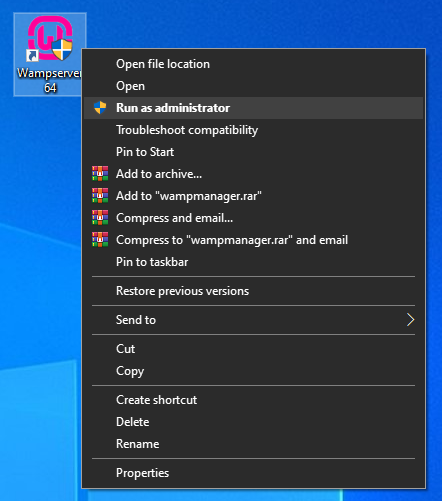 Wampserver
64
Open file location
Open
Run as administrator
Troubleshoot compatibility
Pin to Start
Add to archive...
Add to "wampmanager.rar"
Compress and email...
Compress to "wampmanager.rar" and email
Pin to taskbar
Restore previous versions
Send to
Cut
Copy
Create shortcut
Delete
Rename
Properties